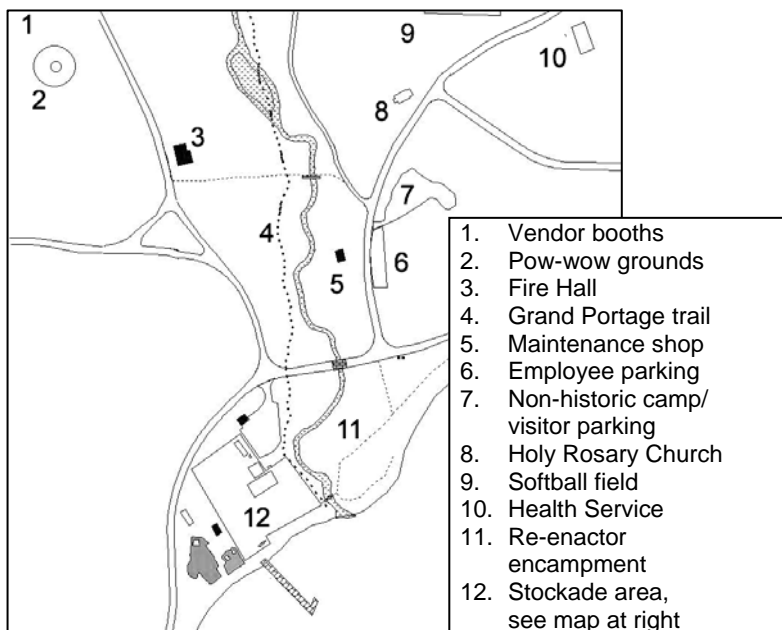 1
2
3
4
5
6
7
8
9
10
11
12
1. Vendor booths
2. Pow-wow grounds
3. Fire Hall
4. Grand Portage trail
5. Maintenance shop
6. Employee parking
7. Non-historic camp/
visitor parking
8. Holy Rosary Church
9. Softball field
10. Health Service
11. Re-enactor
encampment
12. Stockade area,
see map at right